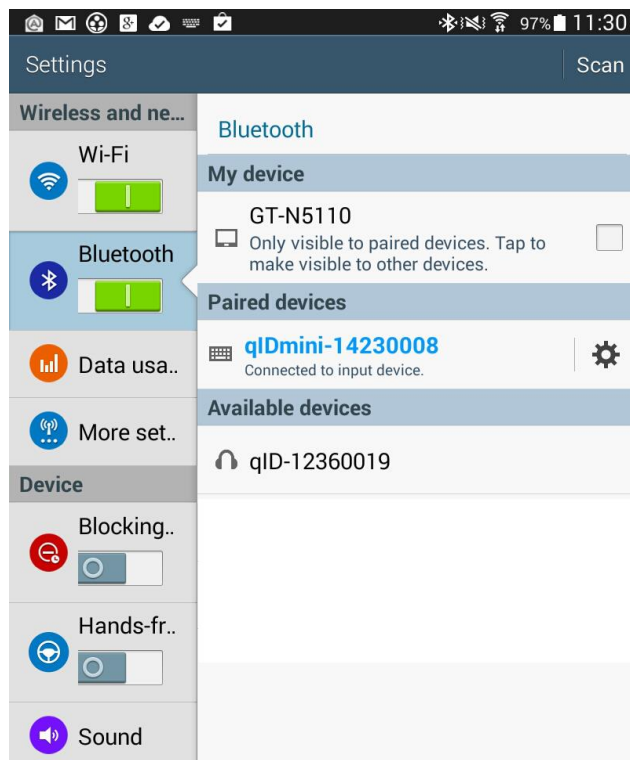 97% 11:30
Settings
Scan
Wireless and ne...
Wi-Fi
Bluetooth
Data usa..
More set..
Device
Blocking..
Hands-fr..
Sound
Bluetooth
My device
GT-N5110
Only visible to paired devices. Tap to
make visible to other devices.
Paired devices
qIDmini-14230008
Connected to input device.
Available devices
qID-12360019